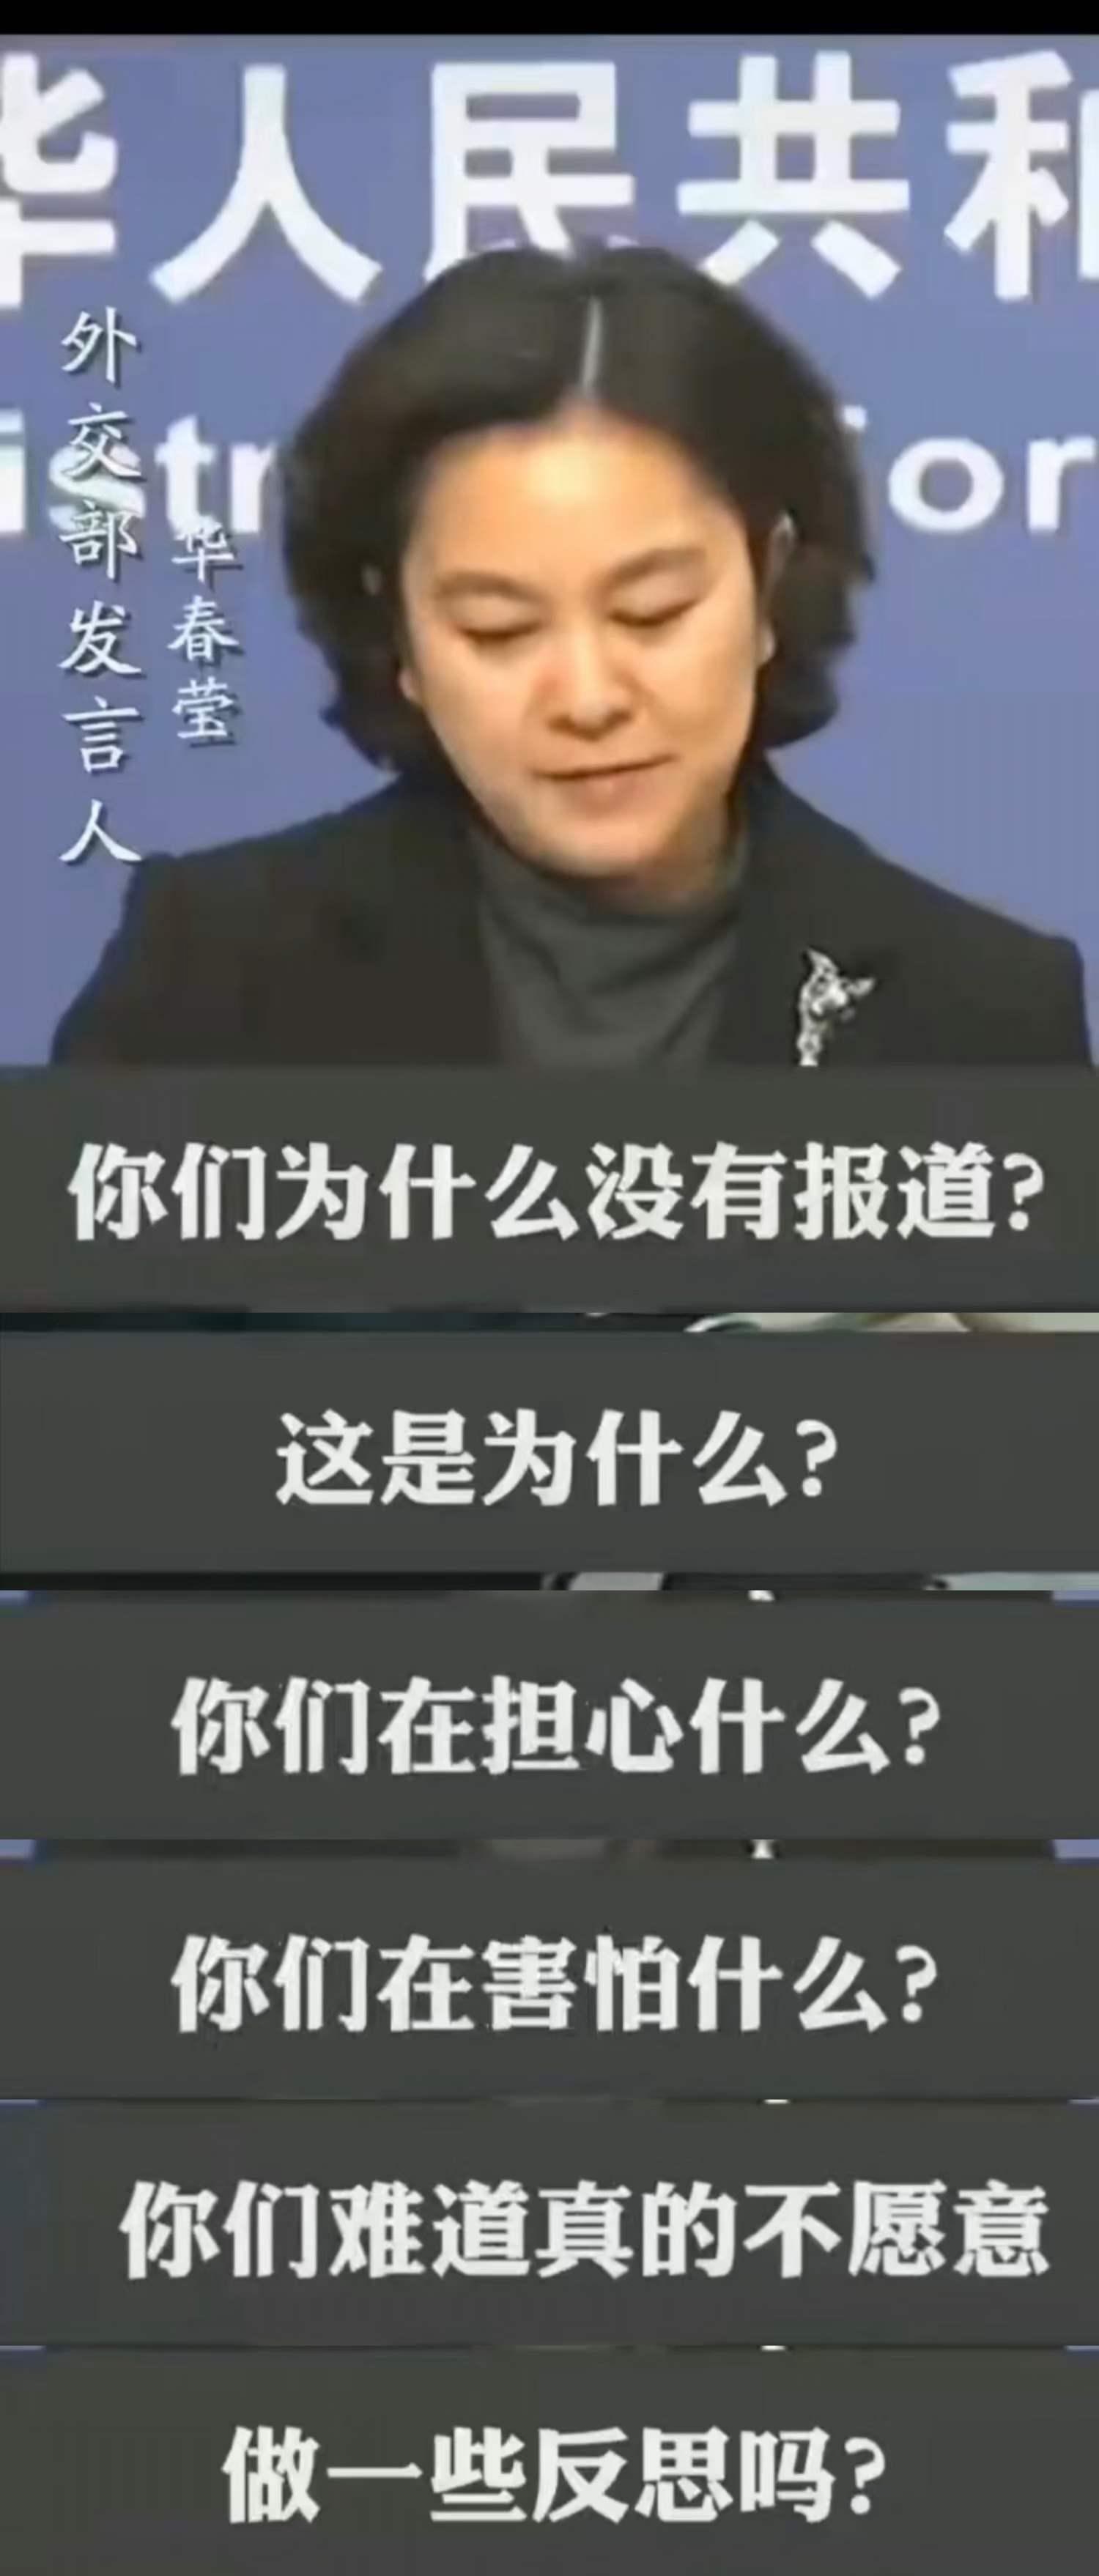 华人民共和
istr
or
外交部发言人
华春莹
你们为什么没有报道?
这是为什么?
你们在担心什么?
你们在害怕什么?
你们难道真的不愿意
做一些反思吗?